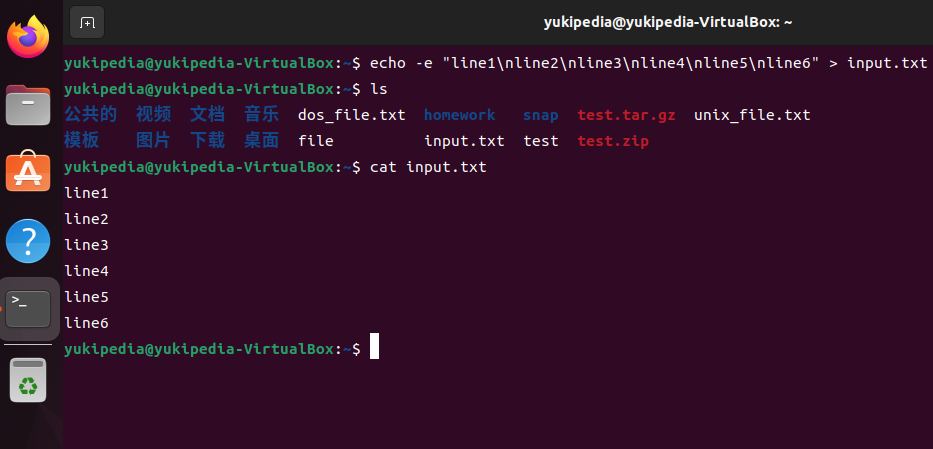 yukipedia@yukipedia-VirtualBox: ~
yukipedia@yukipedia-VirtualBox:~$ echo -e "line1\nline2\nline3\nline4\nline5\nline6" > input.txt
yukipedia@yukipedia-VirtualBox:~$ ls
公共的 视频 文档 音乐 dos_file.txt homework snap test.tar.gz unix_file.txt
模板 图片 下载 桌面 file input.txt test test.zip
yukipedia@yukipedia-VirtualBox:~$ cat input.txt
line1
line2
line3
line4
line5
line6
yukipedia@yukipedia-VirtualBox:~$